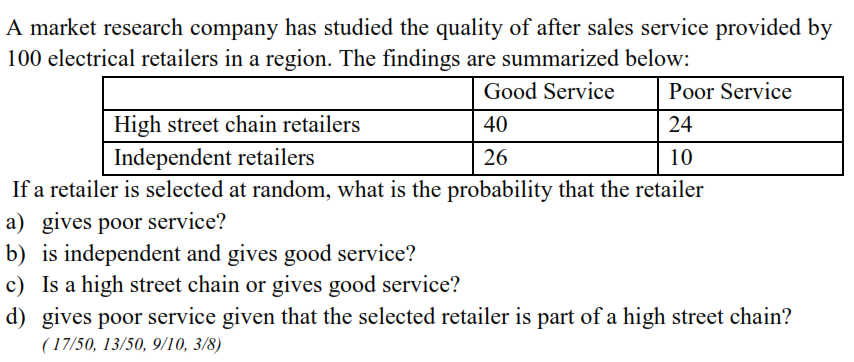 A market research company has studied the quality of after sales service provided by
100 electrical retailers in a region. The findings are summarized below:
Good Service Poor Service
High street chain retailers 40 24
Independent retailers 26 10
If a retailer is selected at random, what is the probability that the retailer
a) gives poor service?
b) is independent and gives good service?
c) Is a high street chain or gives good service?
d) gives poor service given that the selected retailer is part of a high street chain?
( 17/50, 13/50, 9/10, 3/8)